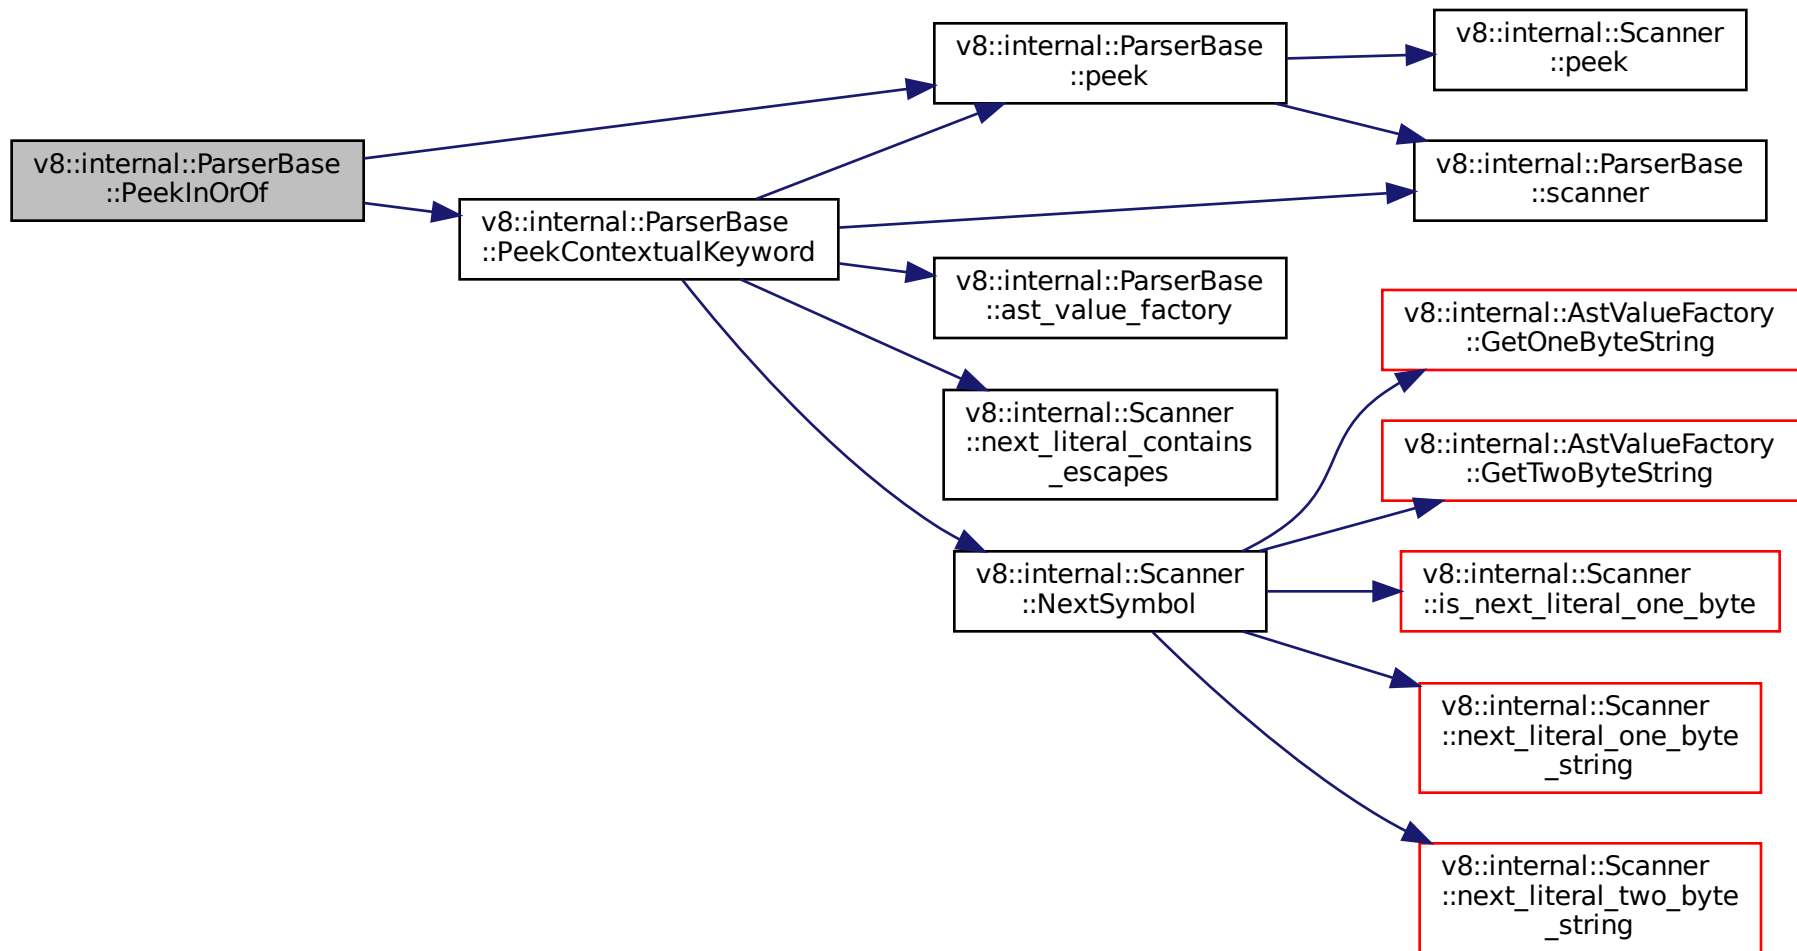 v8::internal::ParserBase
::PeekInOrOf
v8::internal::ParserBase
::PeekContextualKeyword
v8::internal::ParserBase
::peek
v8::internal::Scanner
::peek
v8::internal::ParserBase
::scanner
v8::internal::ParserBase
::ast_value_factory
v8::internal::Scanner
::next_literal_contains
_escapes
v8::internal::Scanner
::NextSymbol
v8::internal::AstValueFactory
::GetOneByteString
v8::internal::AstValueFactory
::GetTwoByteString
v8::internal::Scanner
::is_next_literal_one_byte
v8::internal::Scanner
::next_literal_one_byte
_string
v8::internal::Scanner
::next_literal_two_byte
_string